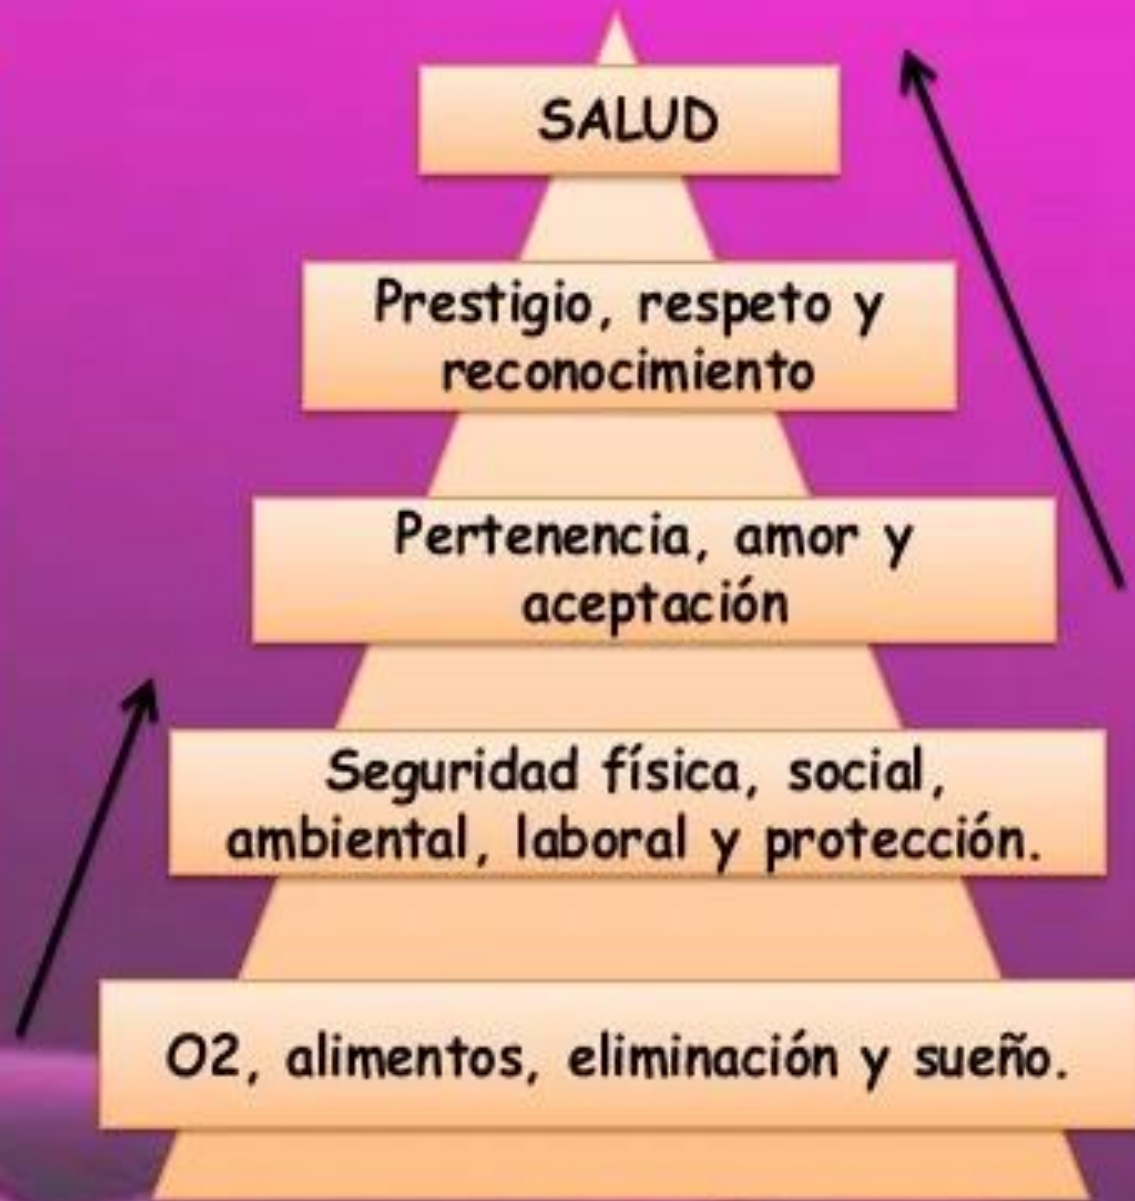 SALUD
Prestigio, respeto y
reconocimiento
Pertenencia, amor y
aceptación
Seguridad física, social,
ambiental, laboral y protección.
O2, alimentos, eliminación y sueño.